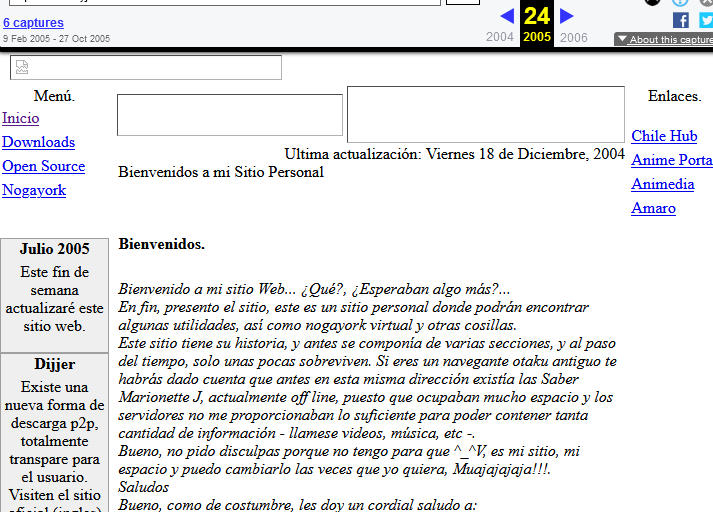 6 captures
9 Feb 2005 - 27 Oct 2005
24
2004 2005 2006
About this capture
Menú.
Inicio
Downloads
Open Source
Nogayork
Ultima actualización: Viernes 18 de Diciembre, 2004
Bienvenidos a mi Sitio Personal
Enlaces.
Chile Hub
Anime Porta
Animedia
Amaro
Julio 2005
Este fin de
semana
actualizaré este
sitio web.
Dijjer
Existe una
nueva forma de
descarga p2p,
totalmente
transpare para
el usuario.
Visiten el sitio
oficial (ingles)
Bienvenidos.
Bienvenido a mi sitio Web... ¿Qué?, ¿Esperaban algo más?...
En fin, presento el sitio, este es un sitio personal donde podrán encontrar
algunas utilidades, así como nogayork virtual y otras cosillas.
Este sitio tiene su historia, y antes se componía de varias secciones, y al paso
del tiempo, solo unas pocas sobreviven. Si eres un navegante otaku antiguo te
habrás dado cuenta que antes en esta misma dirección existía las Saber
Marionette J, actualmente off line, puesto que ocupaban mucho espacio y los
servidores no me proporcionaban lo suficiente para poder contener tanta
cantidad de información - llamese videos, música, etc -.
Bueno, no pido disculpas porque no tengo para que ^_^V, es mi sitio, mi
espacio y puedo cambiarlo las veces que yo quiera, Muajajajaja!!!.
Saludos
Bueno, como de costumbre, les doy un cordial saludo a: